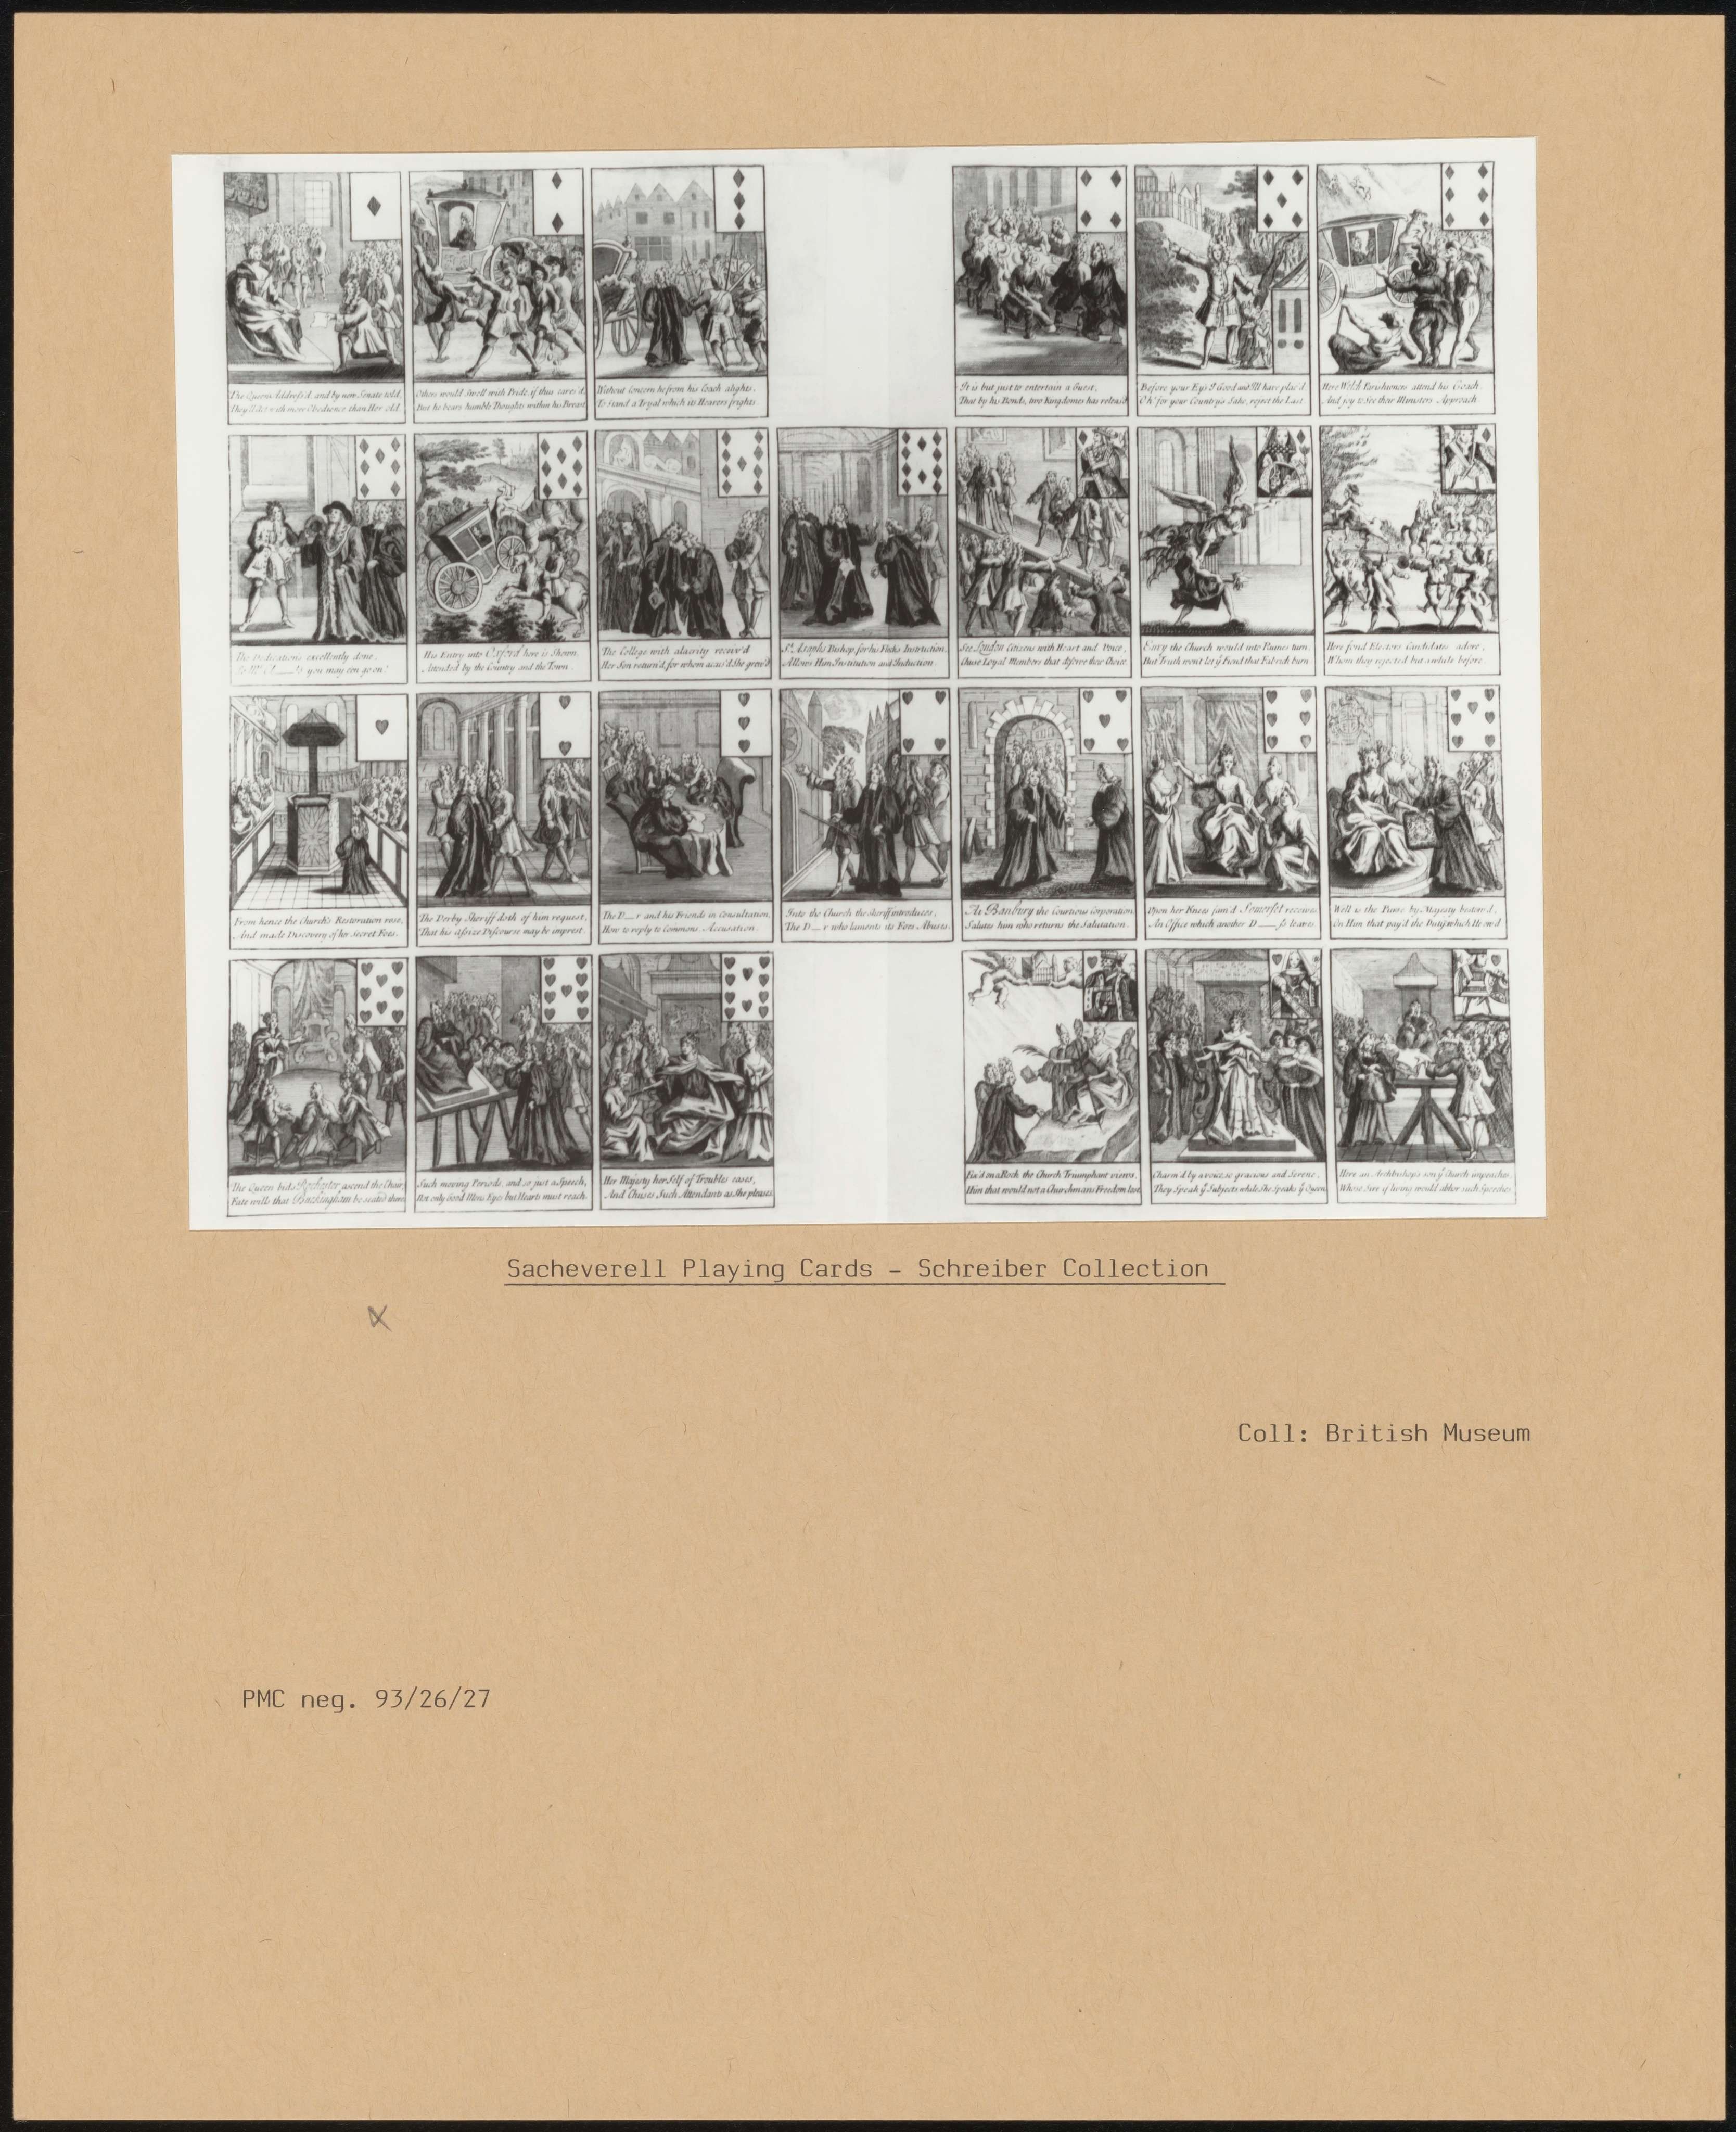 The Queen Address'd, and by new Senate told,
They'll Act with more Obedience than Her old.
Others would Swell with Pride, if thus cares'd,
But he bears humble Thoughts within his Breast
Without Concern he from his Coach alights,
To stand a Tryal which its Hearers frights
It is but just to entertain a Guest,
That by his Bonds, two Kingdomes has releas'd
Before your Eys I Good and Ill have plac'd
Oh' for your Countrys Sake, reject the Last
Here Welch Parishioners attend his Coach.
And joy to See their Ministers Approach
The Dedications excellently done,
you may e'en go on.
His Entry into Oxford here is Shown
Attended by the Country and the Town.
The College with alacrity receiv'd
Her Son return'd, for whom accus'd She griev'd
St. Asaphs Bishop for his Flocks Instruction,
Allows Him Institution and Induction
See London Citizens with Heart and Voice,
Chuse Loyal Members that deserve their Choice
Envy the Church would into Flames turn,
But Truth won't let ye Fiend that Fabrick burn
Here fond Electors Candidates adore,
Whom they rejected but awhile before.
From hence the Church's Restoration rose,
And made Discovery of her Secret Foes.
The Derby Sheriff doth of him request,
That his Assize Discourse may be imprest.
The D__r and his Friends in Consultation,
How to reply to Commons Accusation.
Into the Church the Sheriff introduces,
The D__r who laments its Foes Abuses
At Banbury the Courtious Corporation
Salutes him who returns the Salutation.
Upon her Knees fam'd Somerset receives
An Office which another D___ss leaves
Well is the Purse by Majesty bestow'd,
On Him that pay'd the Duty which He ow'd
The Queen bids Rochester ascend the Chair,
Fate wills that Buckingham be seated there
Such moving Periods, and so just a Speech,
Not only Good Mens Eyes but Hearts must reach.
Her Majesty her Self of Troubles eases,
And Chuses Such Attendants as She pleases
Fix'd on a Rock the Church Triumphant views,
Him that would not a Churchmans Freedom lose
Charm'd by a voice so gracious and Serene,
They Speak ye Subjects while She Speaks ye Queen
Here an Archbishops son ye Church impeaches,
Whose Sire if living would abhor such Speeches
Sacheverell Playing Cards - Schreiber Collection
Coll: British Museum
PMC neg. 93/26/27